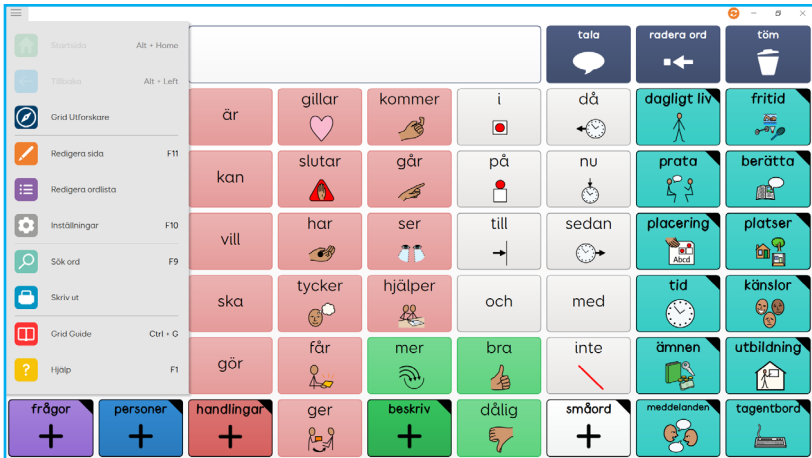 tala radera ord töm
Startsida Alt + Home
Tillbaka Alt + Left
Grid Utforskare
Redigera sida F11
Redigera ordlista
Inställningar F10
Sök ord F9
Skriv ut
Grid Guide Ctrl + G
Hjälp F1
är gillar kommer i då dagligt liv fritid
kan slutar går på nu prata berätta
vill har ser till sedan placering platser
Abcd
ska tycker hjälper och med tid känslor
gör får mer bra inte ämnen utbildning
frågor personer handlingar ger beskriv dålig småord meddelanden tagentbord